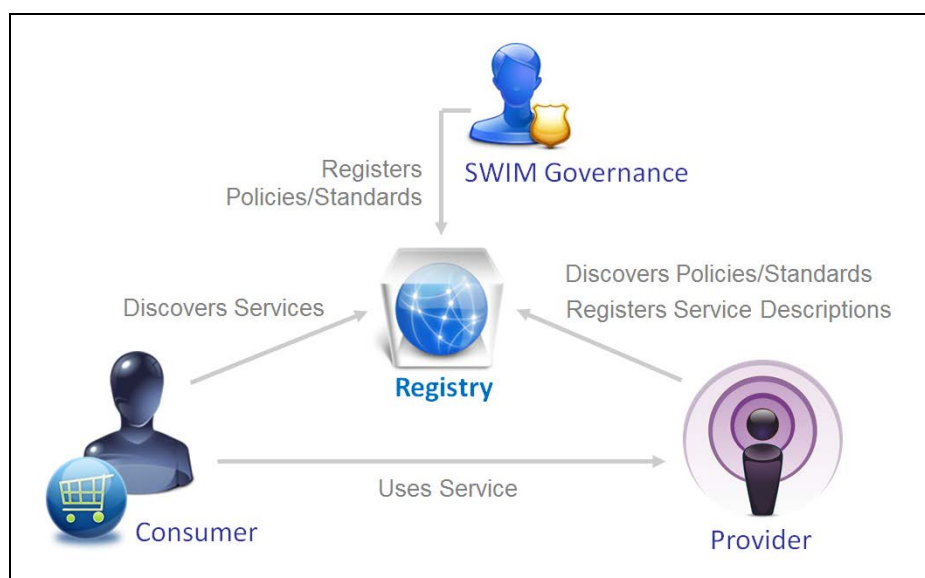 SWIM Governance
Registers
Policies/Standards
Discovers Policies/Standards
Registers Service Descriptions
Discovers Services
Registry
Uses Service
Consumer
Provider